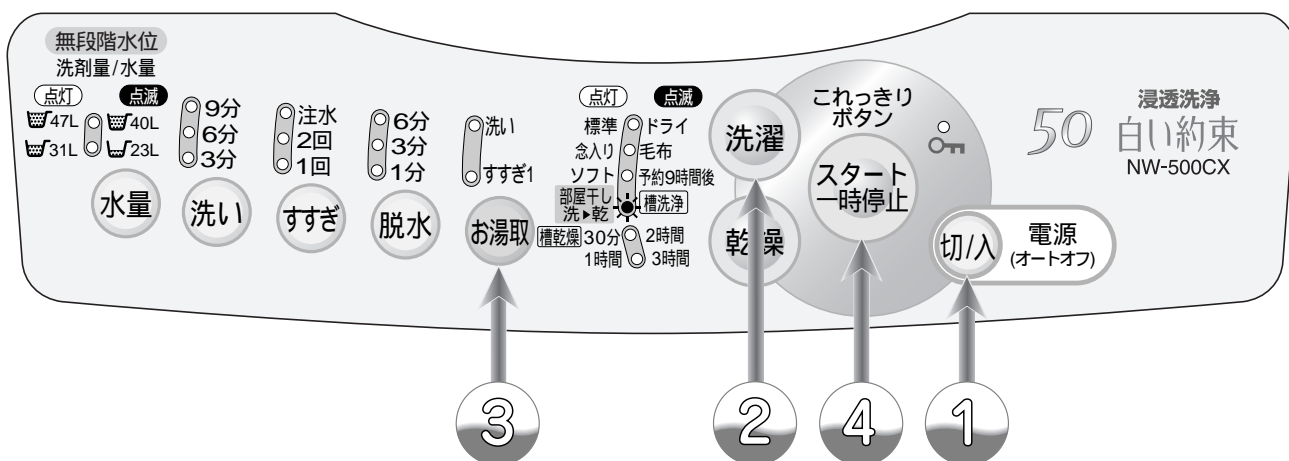 無段階水位
洗剤量/水量
点灯 点滅
47L 40L
31L 23L
水量
9分
6分
3分
洗い
注水
2回
1回
すすぎ
6分
3分
1分
脱水
洗い
すすぎ1
お湯取
点灯 点滅
標準 ドライ
念入り 毛布
ソフト 予約9時間後
部屋干し
洗▶乾 槽洗浄
槽乾燥 30分 2時間
1時間 3時間
洗濯
乾燥
これっきり
ボタン
スタート
一時停止
切/入
電源
(オートオフ)
50
浸透洗浄
白い約束
NW-500CX
3
2
4
1